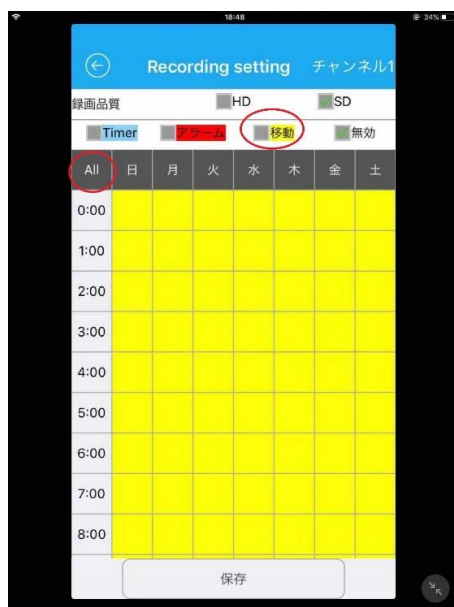 18:48 34%
Recording setting チャンネル1
録画品質 HD SD
Timer アラーム 移動 無効
All 日 月 火 水 木 金 土
0:00
1:00
2:00
3:00
4:00
5:00
6:00
7:00
8:00
保存